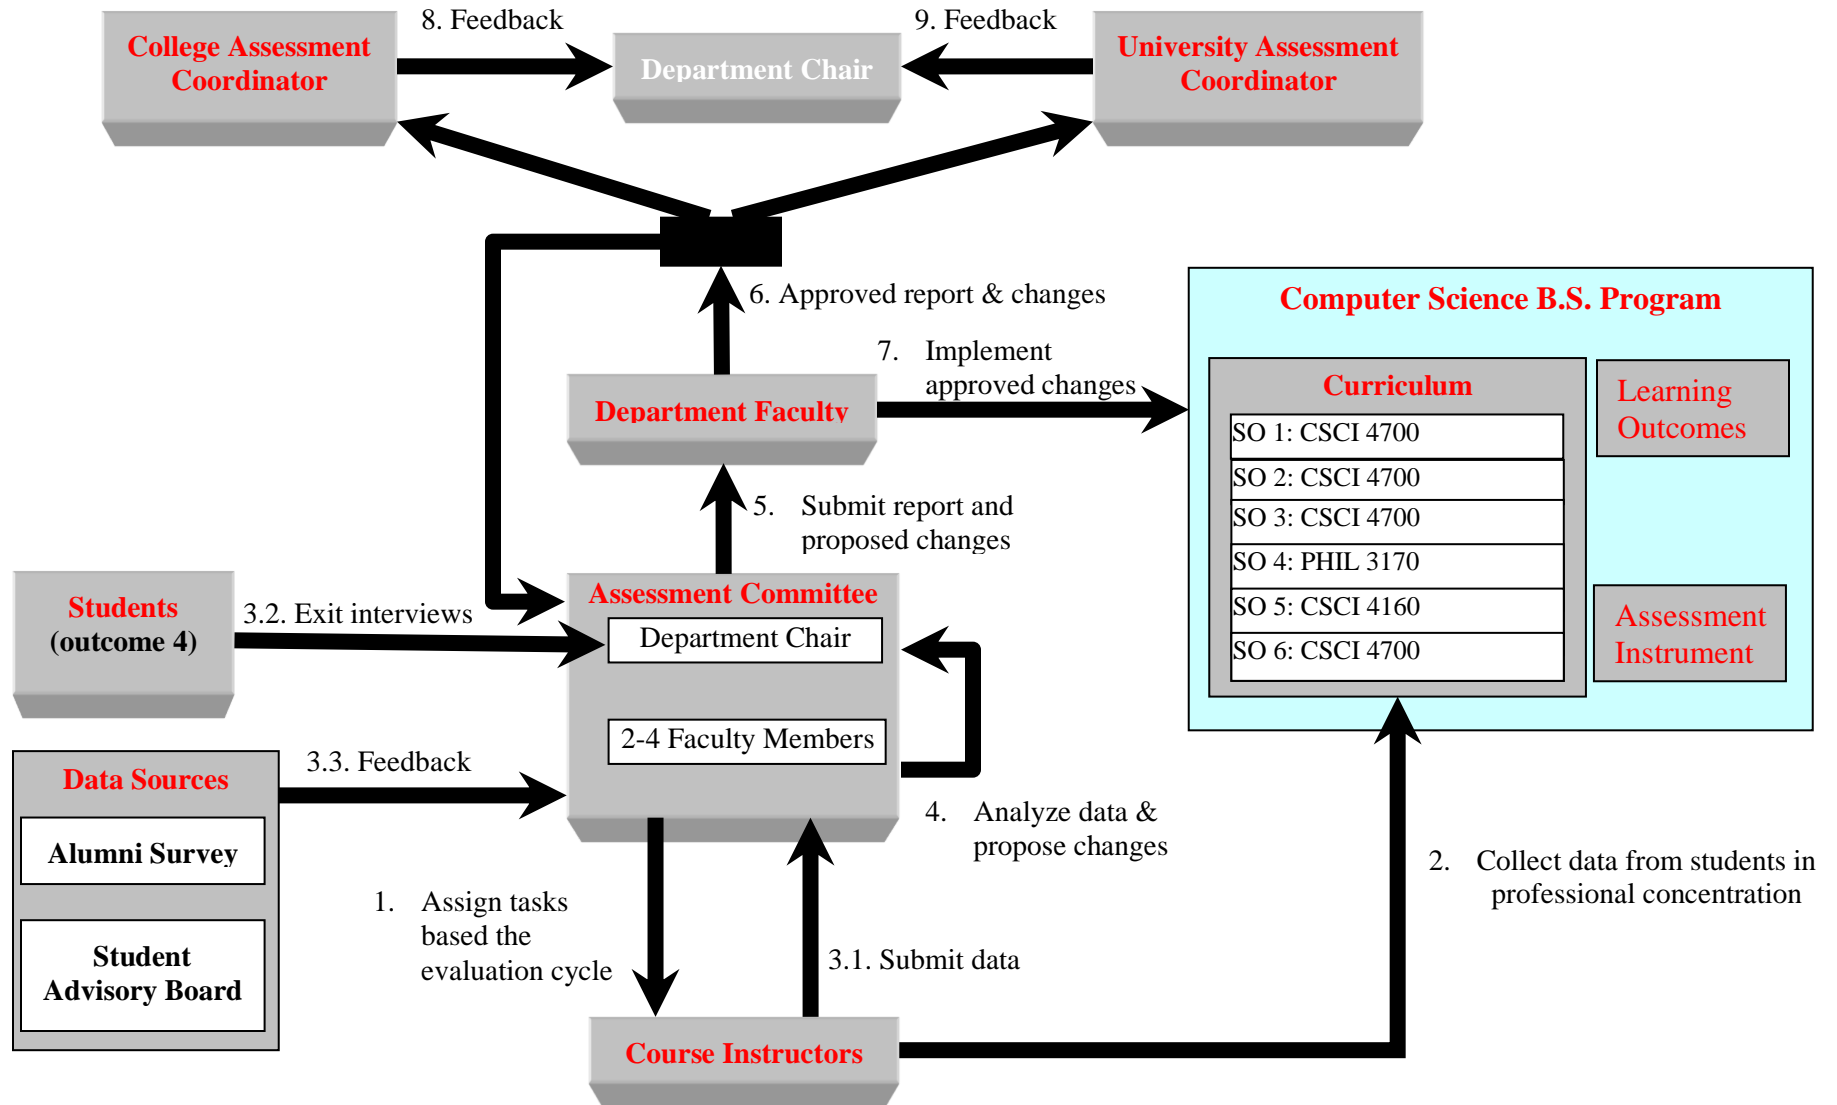 8. Feedback
9. Feedback
College Assessment
Coordinator
Department Chair
University Assessment
Coordinator
6. Approved report & changes
Computer Science B.S. Program
7. Implement
approved changes
Department Faculty
Curriculum
SO 1: CSCI 4700
SO 2: CSCI 4700
SO 3: CSCI 4700
SO 4: PHIL 3170
SO 5: CSCI 4160
SO 6: CSCI 4700
Learning
Outcomes
Assessment
Instrument
5. Submit report and
proposed changes
Students
(outcome 4)
3.2. Exit interviews
Assessment Committee
Department Chair
2-4 Faculty Members
Data Sources
Alumni Survey
Student
Advisory Board
3.3. Feedback
4. Analyze data &
propose changes
2. Collect data from students in
professional concentration
1. Assign tasks
based the
evaluation cycle
3.1. Submit data
Course Instructors